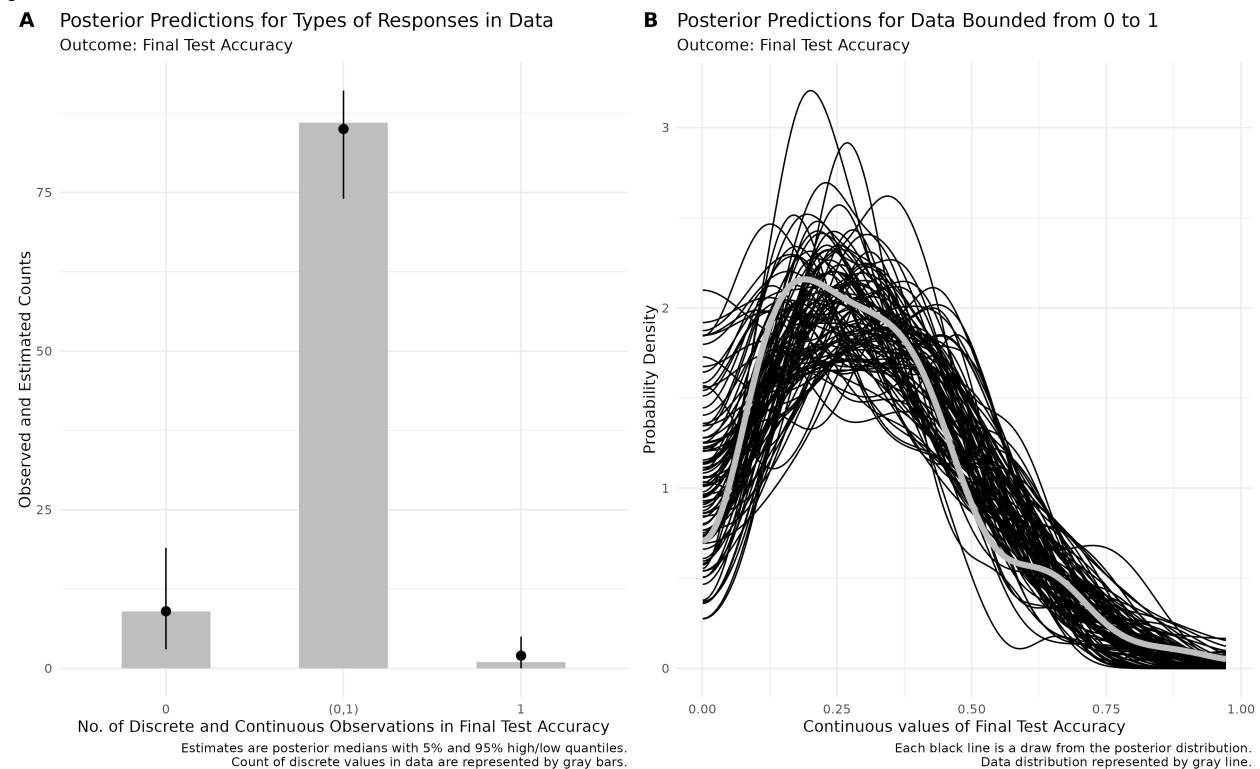 A Posterior Predictions for Types of Responses in Data
Outcome: Final Test Accuracy
Observed and Estimated Counts
75
50
25
0
0 (0,1) 1
No. of Discrete and Continuous Observations in Final Test Accuracy
Estimates are posterior medians with 5% and 95% high/low quantiles.
Count of discrete values in data are represented by gray bars.
B Posterior Predictions for Data Bounded from 0 to 1
Outcome: Final Test Accuracy
Probability Density
3
2
1
0
0.00 0.25 0.50 0.75 1.00
Continuous values of Final Test Accuracy
Each black line is a draw from the posterior distribution.
Data distribution represented by gray line.